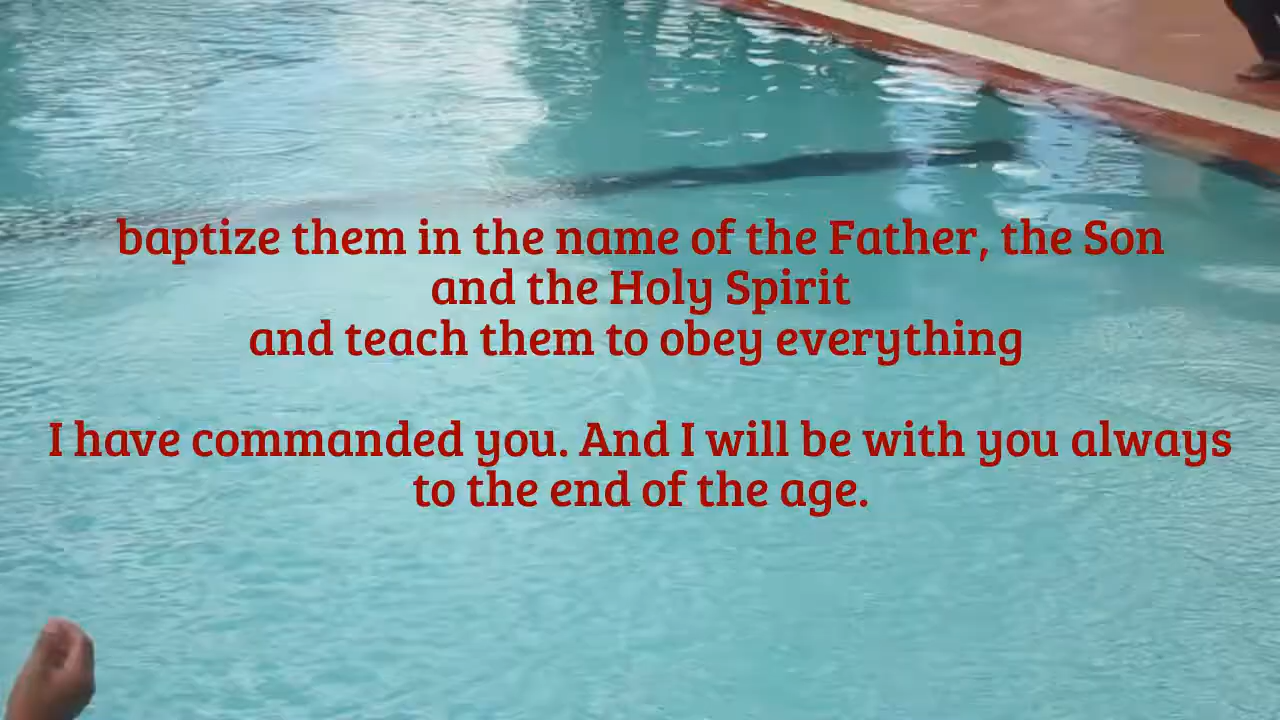 baptize them in the name of the Father, the Son
and the Holy Spirit
and teach them to obey everything
I have commanded you. And I will be with you always
to the end of the age.